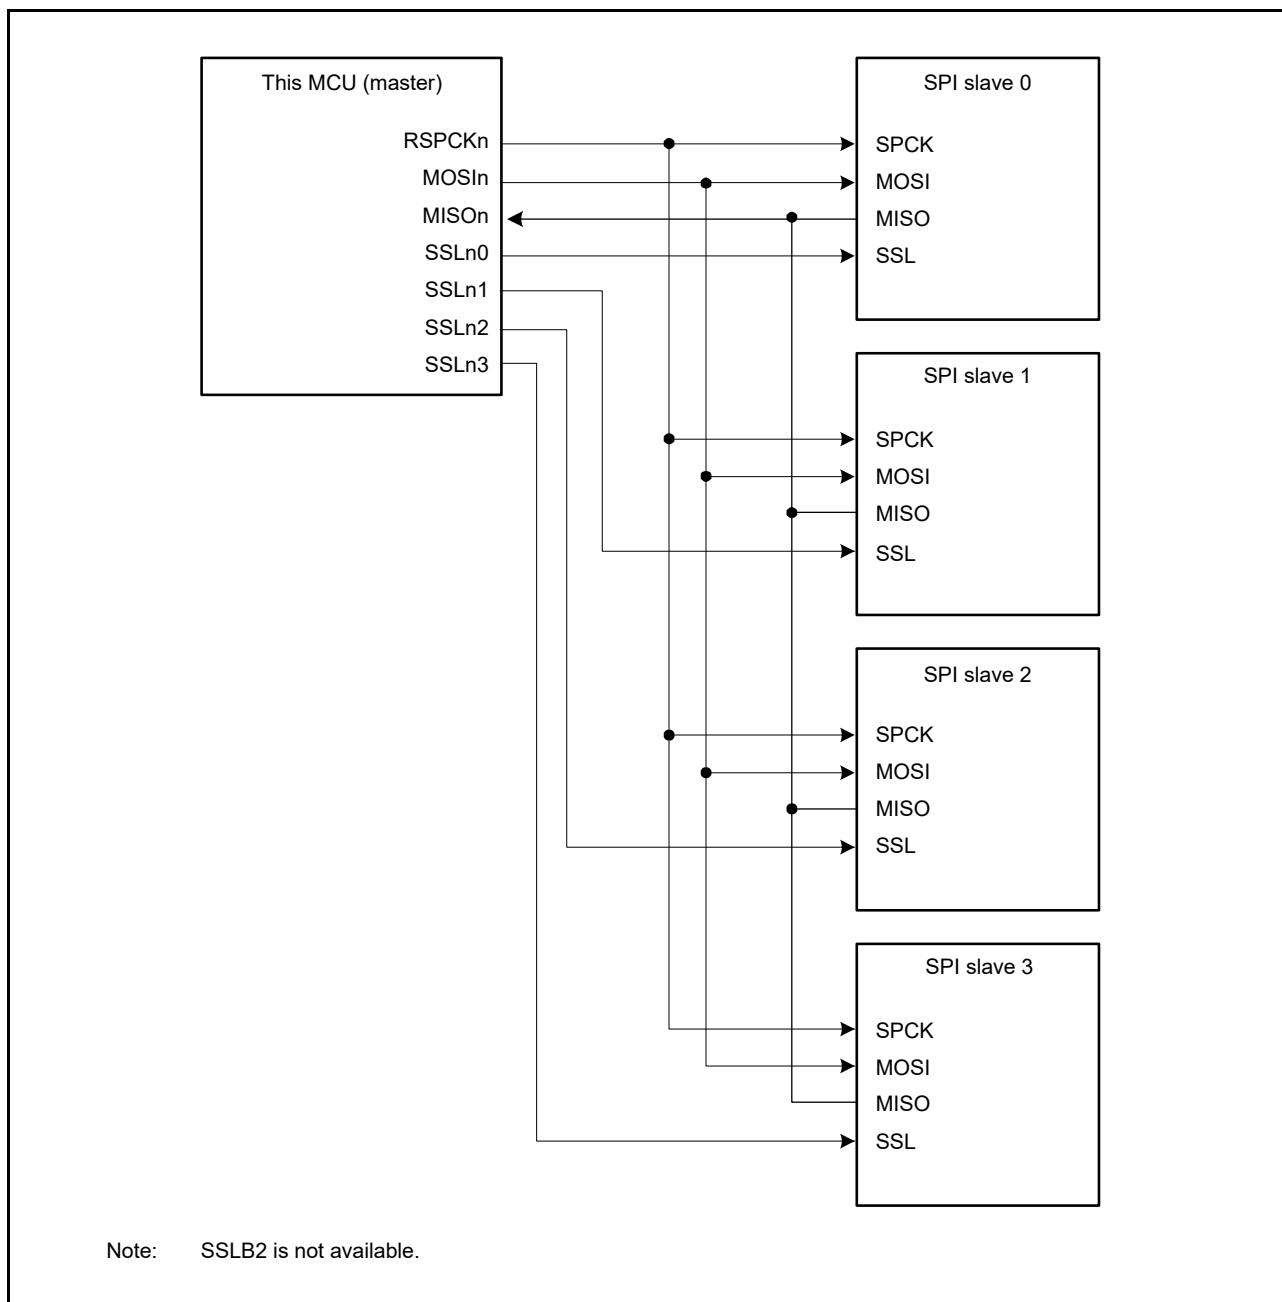 This MCU (master)
RSPCKn
MOSIn
MISOn
SSLn0
SSLn1
SSLn2
SSLn3
SPI slave 0
SPCK
MOSI
MISO
SSL
SPI slave 1
SPCK
MOSI
MISO
SSL
SPI slave 2
SPCK
MOSI
MISO
SSL
SPI slave 3
SPCK
MOSI
MISO
SSL
Note: SSLB2 is not available.